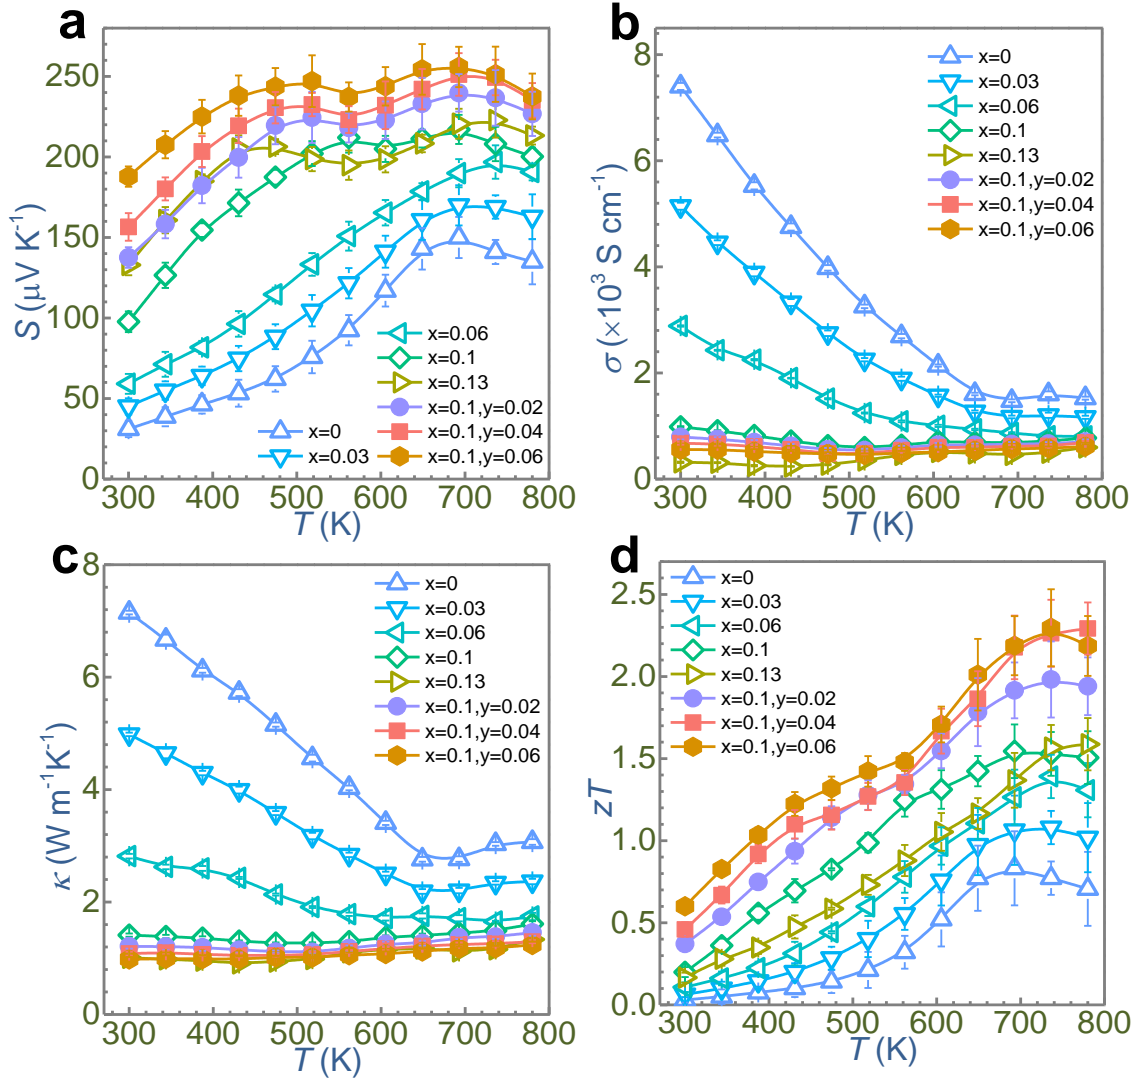 a
S (μV K⁻¹)
250
200
150
100
50
0
300 400 500 600 700 800
T (K)
x=0.06
x=0.1
x=0.13
x=0.1,y=0.02
x=0 x=0.1,y=0.04
x=0.03 x=0.1,y=0.06
b
σ (×10³ S cm⁻¹)
8
6
4
2
0
300 400 500 600 700 800
T (K)
x=0
x=0.03
x=0.06
x=0.1
x=0.13
x=0.1,y=0.02
x=0.1,y=0.04
x=0.1,y=0.06
c
κ (W m⁻¹K⁻¹)
8
6
4
2
0
300 400 500 600 700 800
T (K)
x=0
x=0.03
x=0.06
x=0.1
x=0.13
x=0.1,y=0.02
x=0.1,y=0.04
x=0.1,y=0.06
d
zT
2.5
2.0
1.5
1.0
0.5
0.0
300 400 500 600 700 800
T (K)
x=0
x=0.03
x=0.06
x=0.1
x=0.13
x=0.1,y=0.02
x=0.1,y=0.04
x=0.1,y=0.06